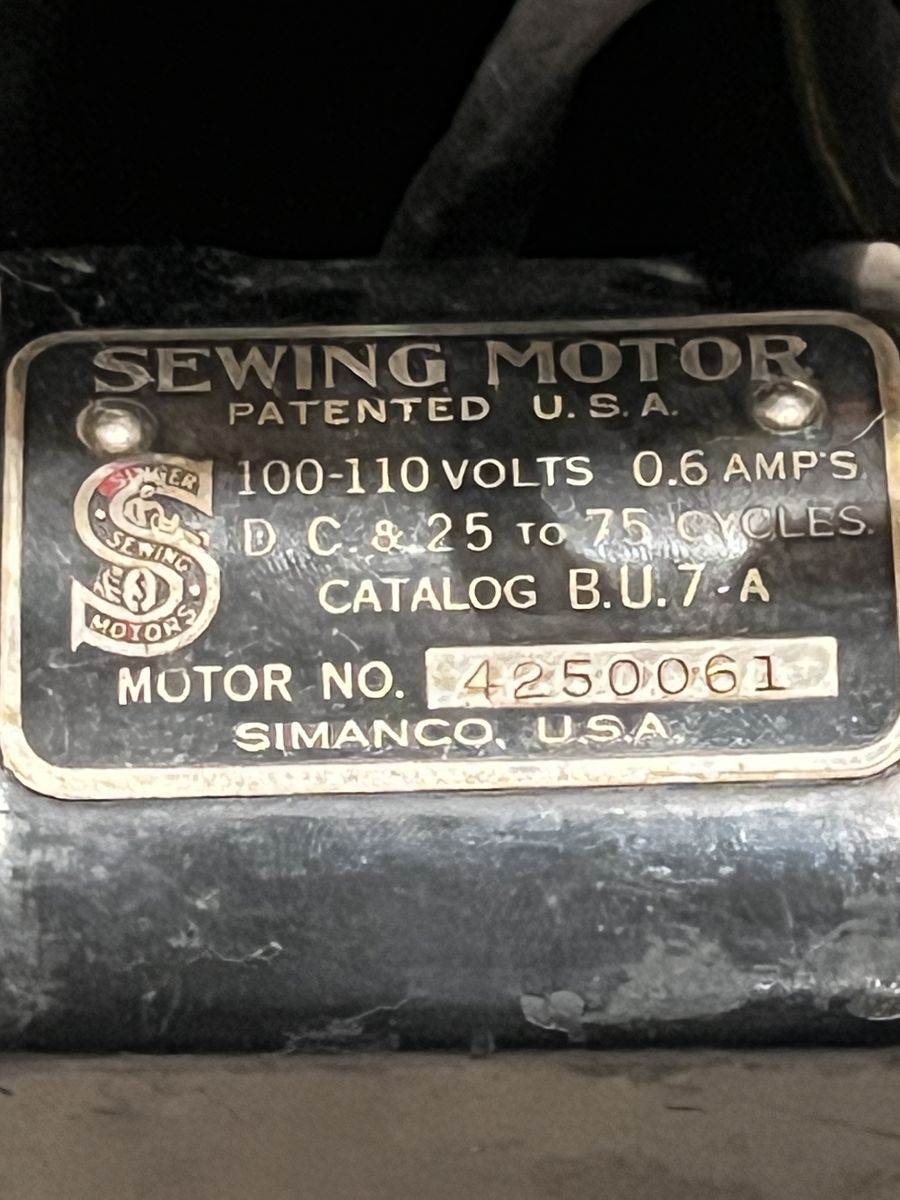 SEWING MOTOR
PATENTED U.S.A.
SINGER
SEWING
MOTORS
100-110 VOLTS 0.6 AMP'S.
D C. & 25 TO 75 CYCLES.
CATALOG B.U.7-A
MOTOR NO. 4250061
SIMANCO, U.S.A.